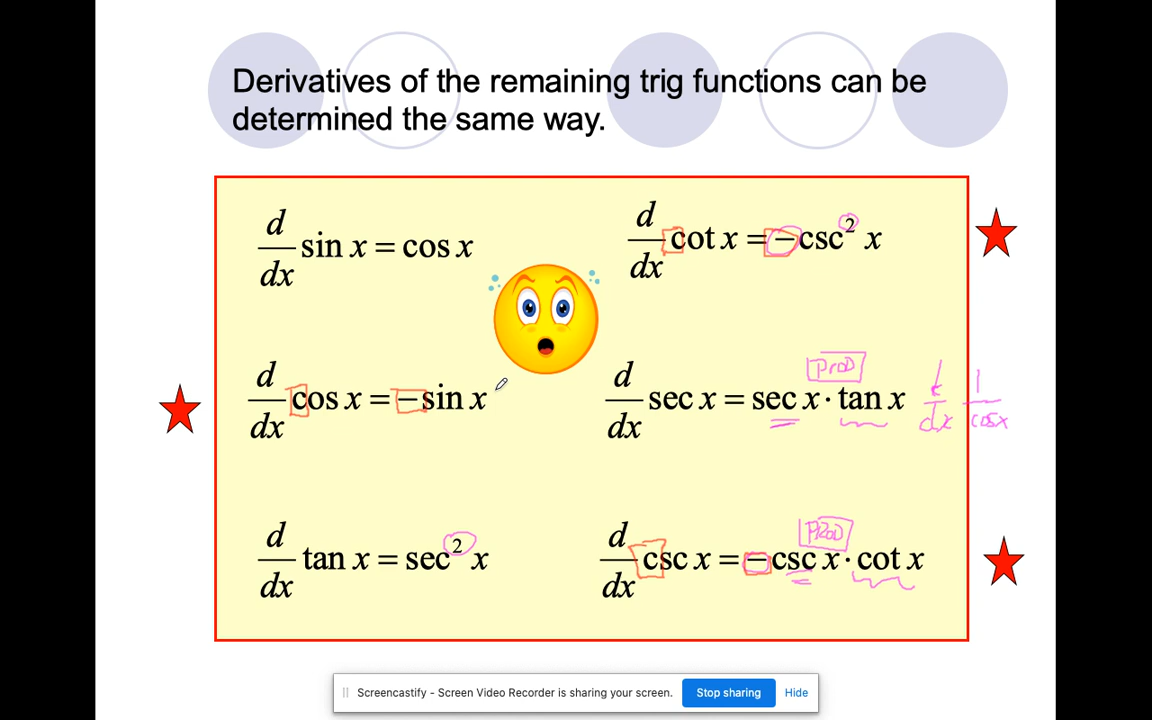 Derivatives of the remaining trig functions can be
determined the same way.
d/dx sin x = cos x
d/dx cot x = −csc² x
d/dx cos x = −sin x
d/dx sec x = sec x · tan x
PROD
d/dx 1/cosx
d/dx tan x = sec² x
d/dx csc x = −csc x · cot x
PROD
Screencastify - Screen Video Recorder is sharing your screen.
Stop sharing
Hide